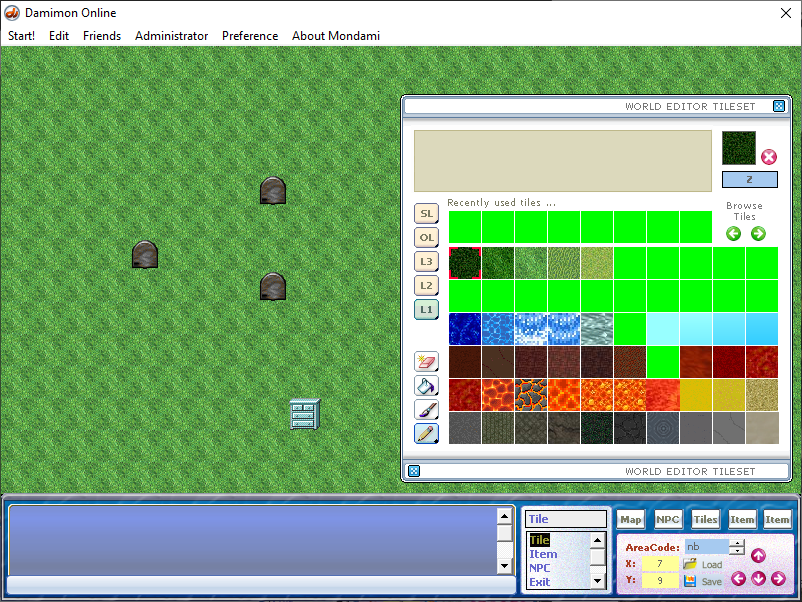 Damimon Online
Start! Edit Friends Administrator Preference About Mondami
WORLD EDITOR TILESET
Z
Recently used tiles ...
Browse
Tiles
SL
OL
L3
L2
L1
WORLD EDITOR TILESET
Tile
Tile
Item
NPC
Exit
Map NPC Tiles Item Item
AreaCode: nb
X: 7 Load
Y: 9 Save